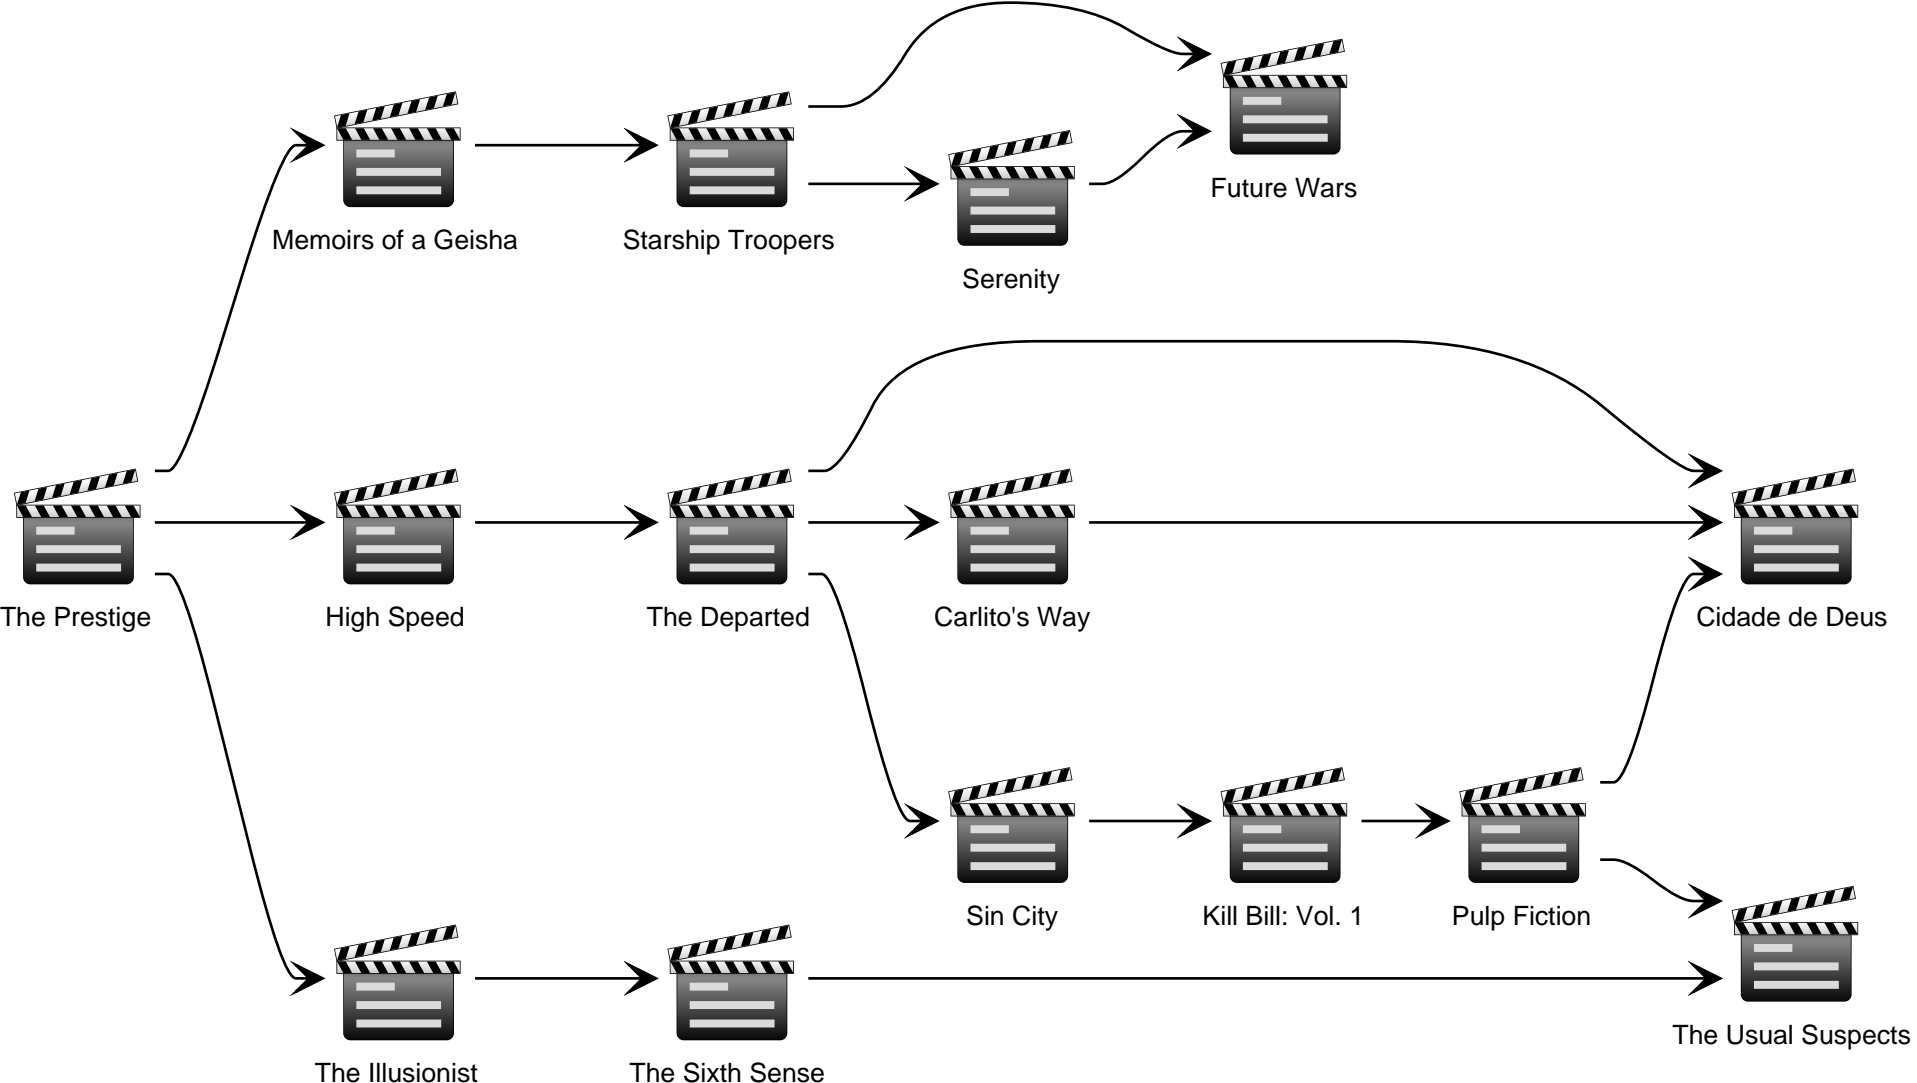 Future Wars
Memoirs of a Geisha
Starship Troopers
Serenity
The Prestige
High Speed
The Departed
Carlito's Way
Cidade de Deus
Sin City
Kill Bill: Vol. 1
Pulp Fiction
The Usual Suspects
The Illusionist
The Sixth Sense